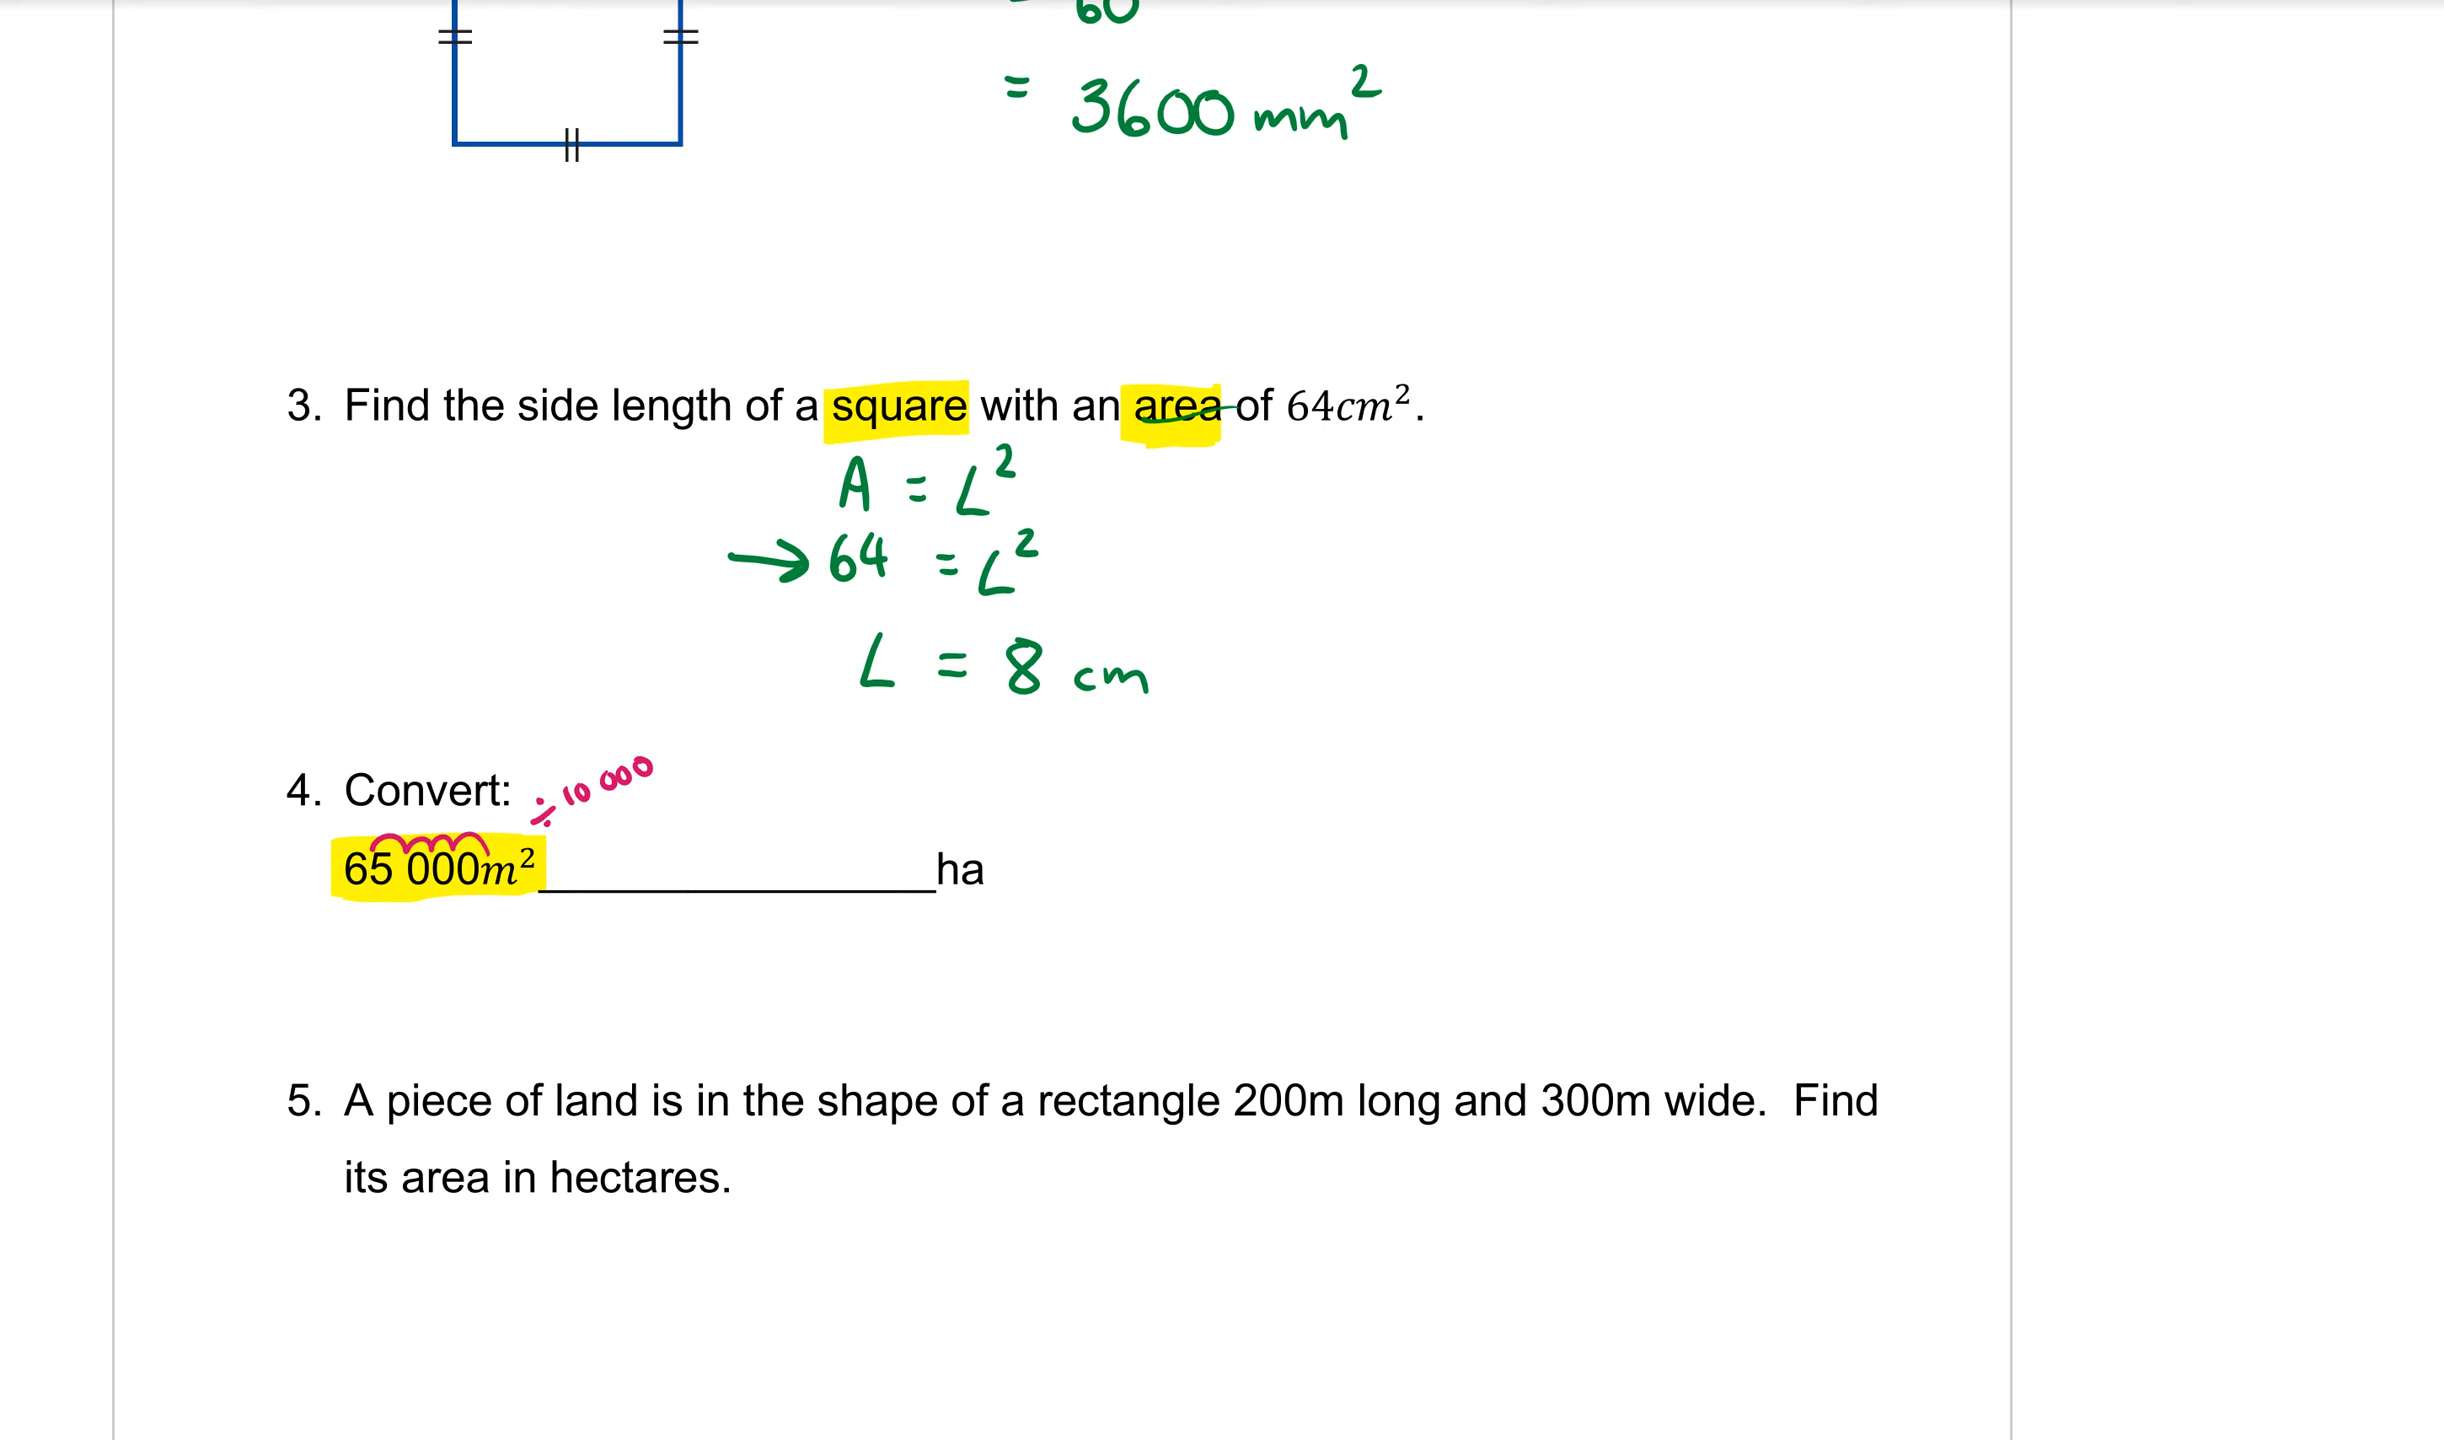 = 60
= 3600 mm²
3. Find the side length of a square with an area of 64cm².
A = L²
→ 64 = L²
L = 8 cm
4. Convert: ÷ 10 000
65 000m²________________ha
5. A piece of land is in the shape of a rectangle 200m long and 300m wide. Find
its area in hectares.